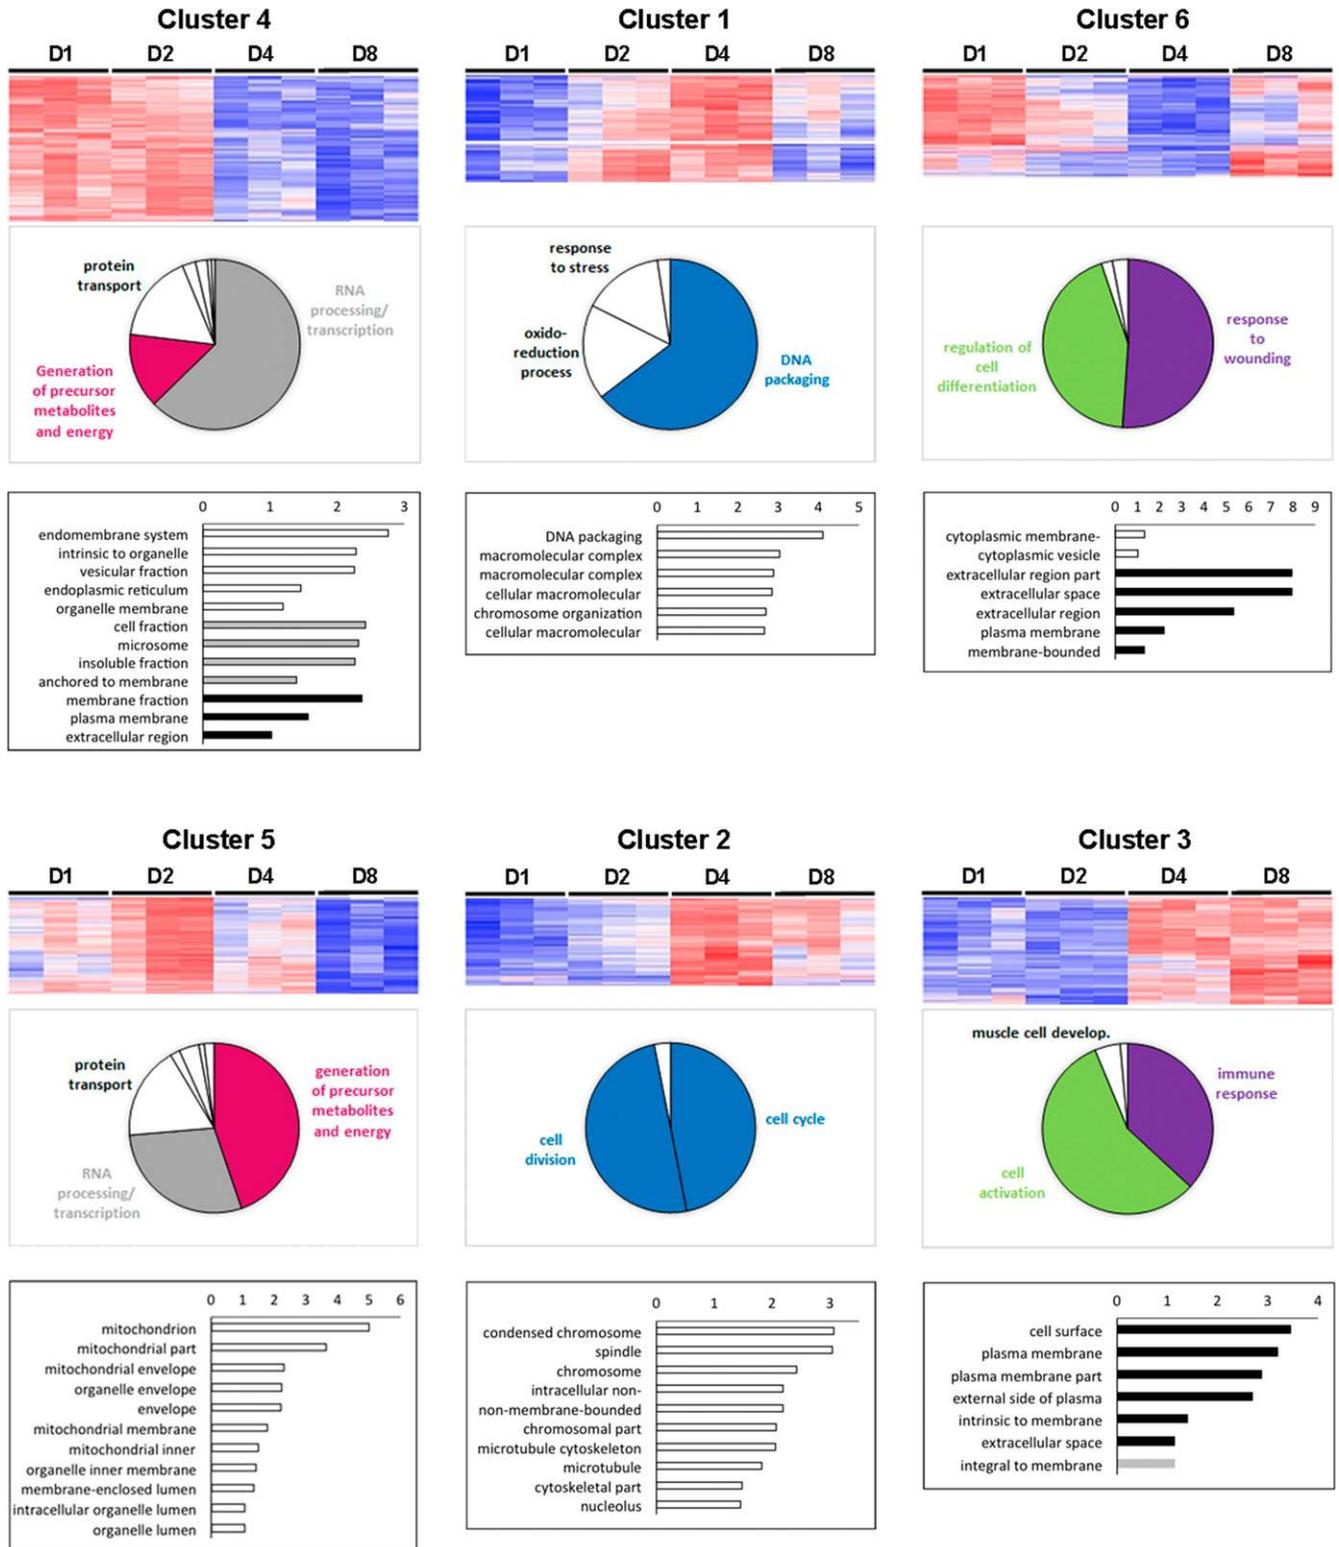 Cluster 4
D1 D2 D4 D8
protein
transport
RNA
processing/
transcription
Generation
of precursor
metabolites
and energy
0 1 2 3
endomembrane system
intrinsic to organelle
vesicular fraction
endoplasmic reticulum
organelle membrane
cell fraction
microsome
insoluble fraction
anchored to membrane
membrane fraction
plasma membrane
extracellular region
Cluster 1
D1 D2 D4 D8
response
to stress
oxido-
reduction
process
DNA
packaging
0 1 2 3 4 5
DNA packaging
macromolecular complex
macromolecular complex
cellular macromolecular
chromosome organization
cellular macromolecular
Cluster 6
D1 D2 D4 D8
regulation of
cell
differentiation
response
to
wounding
0 1 2 3 4 5 6 7 8 9
cytoplasmic membrane-
cytoplasmic vesicle
extracellular region part
extracellular space
extracellular region
plasma membrane
membrane-bounded
Cluster 5
D1 D2 D4 D8
protein
transport
generation
of precursor
metabolites
and energy
RNA
processing/
transcription
0 1 2 3 4 5 6
mitochondrion
mitochondrial part
mitochondrial envelope
organelle envelope
envelope
mitochondrial membrane
mitochondrial inner
organelle inner membrane
membrane-enclosed lumen
intracellular organelle lumen
organelle lumen
Cluster 2
D1 D2 D4 D8
cell
division
cell cycle
0 1 2 3
condensed chromosome
spindle
chromosome
intracellular non-
non-membrane-bounded
chromosomal part
microtubule cytoskeleton
microtubule
cytoskeletal part
nucleolus
Cluster 3
D1 D2 D4 D8
muscle cell develop.
immune
response
cell
activation
0 1 2 3 4
cell surface
plasma membrane
plasma membrane part
external side of plasma
intrinsic to membrane
extracellular space
integral to membrane